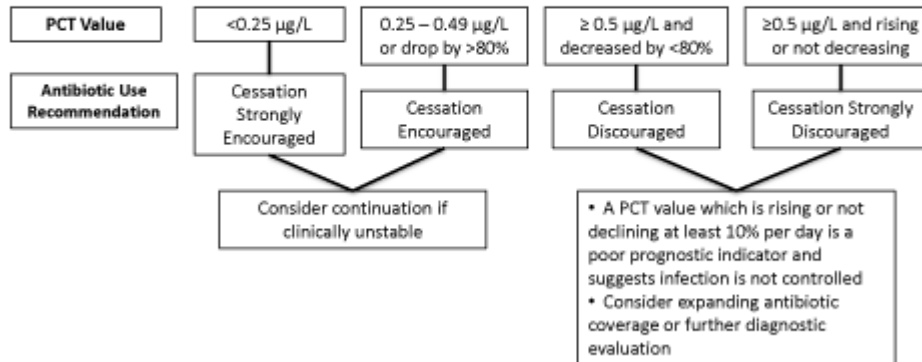 PCT Value
<0.25 µg/L
0.25 – 0.49 µg/L
or drop by >80%
≥ 0.5 µg/L and
decreased by <80%
≥0.5 µg/L and rising
or not decreasing
Antibiotic Use
Recommendation
Cessation
Strongly
Encouraged
Cessation
Encouraged
Cessation
Discouraged
Cessation Strongly
Discouraged
Consider continuation if
clinically unstable
• A PCT value which is rising or not
declining at least 10% per day is a
poor prognostic indicator and
suggests infection is not controlled
• Consider expanding antibiotic
coverage or further diagnostic
evaluation